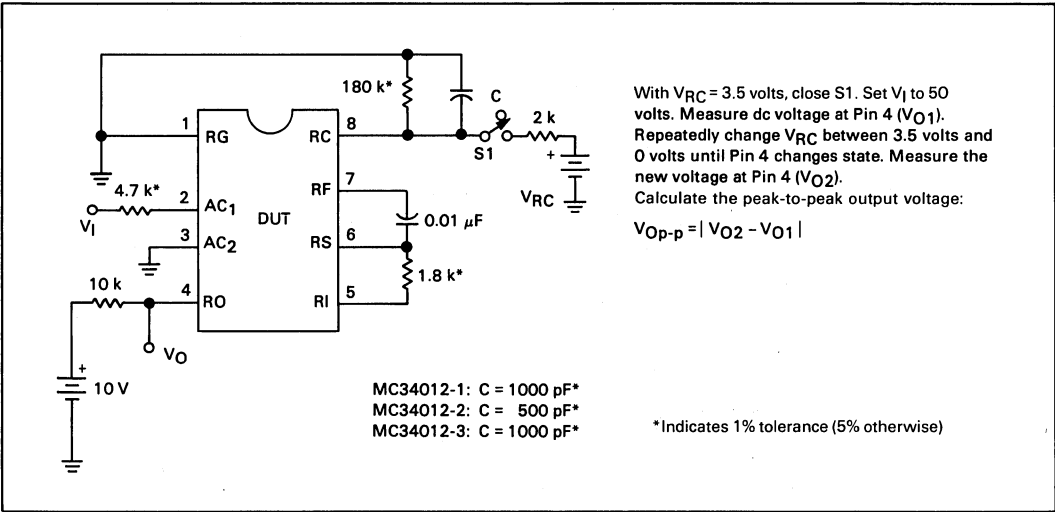 180 k*
C
2 k
S1
+
VRC
1
RG
RC
8
RF
7
4.7 k*
VI
2
AC1
DUT
0.01 μF
3
AC2
RS
6
1.8 k*
10 k
4
RO
RI
5
VO
+
10 V
With VRC = 3.5 volts, close S1. Set VI to 50
volts. Measure dc voltage at Pin 4 (VO1).
Repeatedly change VRC between 3.5 volts and
0 volts until Pin 4 changes state. Measure the
new voltage at Pin 4 (VO2).
Calculate the peak-to-peak output voltage:
VOp-p = | VO2 – VO1 |
MC34012-1: C = 1000 pF*
MC34012-2: C = 500 pF*
MC34012-3: C = 1000 pF*
*Indicates 1% tolerance (5% otherwise)